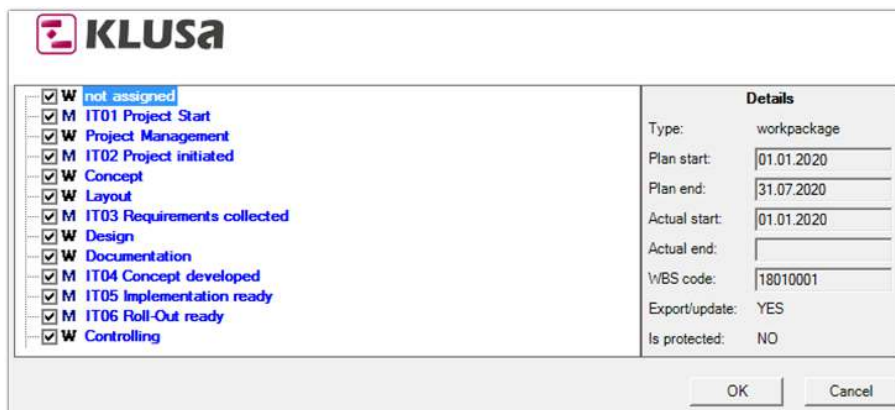 KLUSa
W not assigned
M IT01 Project Start
W Project Management
M IT02 Project initiated
W Concept
W Layout
M IT03 Requirements collected
W Design
W Documentation
M IT04 Concept developed
M IT05 Implementation ready
M IT06 Roll-Out ready
W Controlling
Details
Type: workpackage
Plan start: 01.01.2020
Plan end: 31.07.2020
Actual start: 01.01.2020
Actual end:
WBS code: 18010001
Export/update: YES
Is protected: NO
OK Cancel